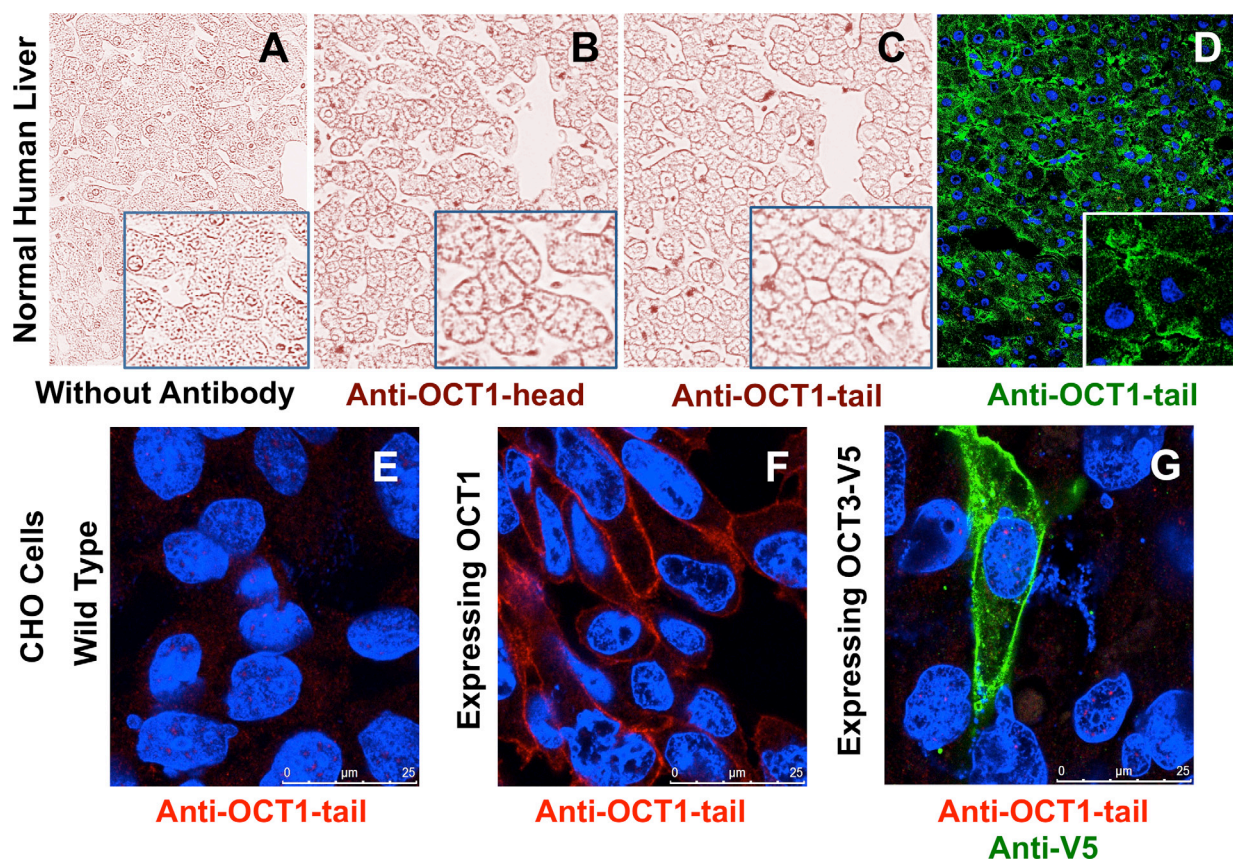 Normal Human Liver
A
B
C
D
Without Antibody
Anti-OCT1-head
Anti-OCT1-tail
Anti-OCT1-tail
CHO Cells
Wild Type
E
Expressing OCT1
F
Expressing OCT3-V5
G
0 µm 25
0 µm 25
0 µm 25
Anti-OCT1-tail
Anti-OCT1-tail
Anti-OCT1-tail
Anti-V5